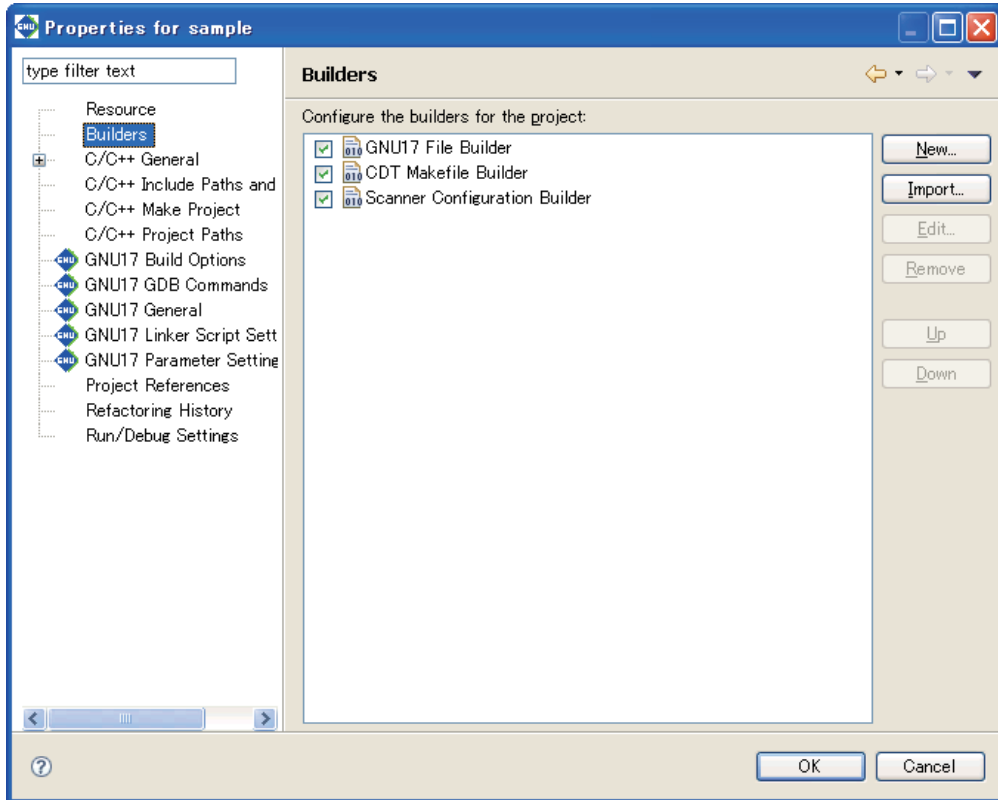 Properties for sample
type filter text
Builders
Resource
Builders
C/C++ General
C/C++ Include Paths and
C/C++ Make Project
C/C++ Project Paths
GNU17 Build Options
GNU17 GDB Commands
GNU17 General
GNU17 Linker Script Sett
GNU17 Parameter Setting
Project References
Refactoring History
Run/Debug Settings
Configure the builders for the project:
GNU17 File Builder
CDT Makefile Builder
Scanner Configuration Builder
New...
Import...
Edit...
Remove
Up
Down
OK
Cancel